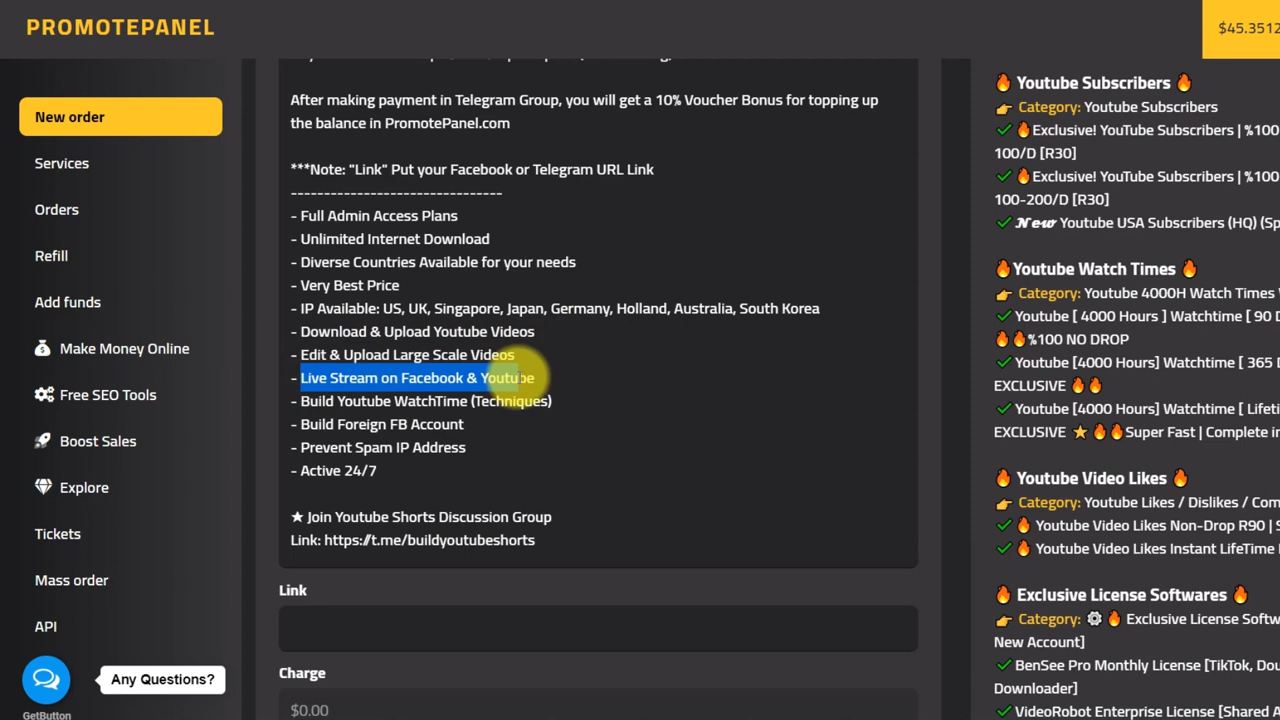 PROMOTEPANEL
$45.3512
New order
Services
Orders
Refill
Add funds
Make Money Online
Free SEO Tools
Boost Sales
Explore
Tickets
Mass order
API
Any Questions?
GetButton
After making payment in Telegram Group, you will get a 10% Voucher Bonus for topping up
the balance in PromotePanel.com
***Note: "Link" Put your Facebook or Telegram URL Link
--------------------------------
- Full Admin Access Plans
- Unlimited Internet Download
- Diverse Countries Available for your needs
- Very Best Price
- IP Available: US, UK, Singapore, Japan, Germany, Holland, Australia, South Korea
- Download & Upload Youtube Videos
- Edit & Upload Large Scale Videos
- Live Stream on Facebook & Youtube
- Build Youtube WatchTime (Techniques)
- Build Foreign FB Account
- Prevent Spam IP Address
- Active 24/7
★ Join Youtube Shorts Discussion Group
Link: https://t.me/buildyoutubeshorts
Link
Charge
$0.00
🔥 Youtube Subscribers 🔥
👉 Category: Youtube Subscribers
✔🔥Exclusive! YouTube Subscribers | %100
100/D [R30]
✔🔥Exclusive! YouTube Subscribers | %100
100-200/D [R30]
✔ New Youtube USA Subscribers (HQ) (Sp
🔥Youtube Watch Times 🔥
👉 Category: Youtube 4000H Watch Times
✔Youtube [ 4000 Hours ] Watchtime [ 90 D
🔥🔥%100 NO DROP
✔Youtube [4000 Hours] Watchtime [ 365 D
EXCLUSIVE 🔥🔥
✔Youtube [4000 Hours] Watchtime [ Lifeti
EXCLUSIVE ⭐ 🔥🔥Super Fast | Complete in
🔥 Youtube Video Likes 🔥
👉 Category: Youtube Likes / Dislikes / Com
✔🔥 Youtube Video Likes Non-Drop R90 | S
✔🔥 Youtube Video Likes Instant LifeTime
🔥 Exclusive License Softwares 🔥
👉 Category: ⚙ 🔥 Exclusive License Softw
New Account]
✔BenSee Pro Monthly License [TikTok, Dou
Downloader]
✔VideoRobot Enterprise License [Shared A